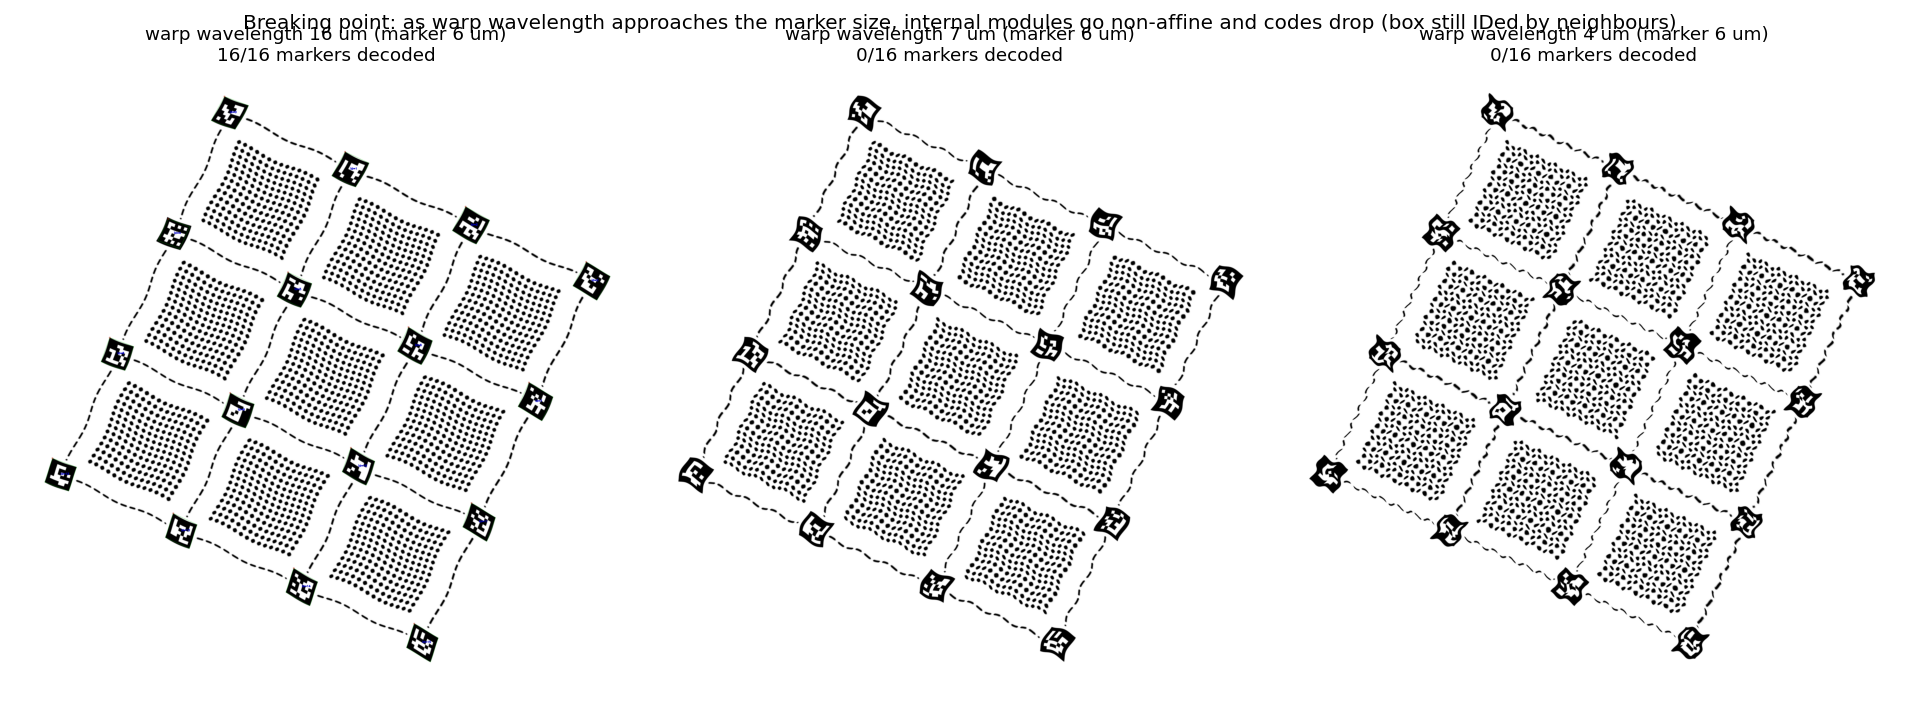 Breaking point: as warp wavelength approaches the marker size, internal modules go non-affine and codes drop (box still IDed by neighbours)
warp wavelength 16 um (marker 6 um)
16/16 markers decoded
warp wavelength 7 um (marker 6 um)
0/16 markers decoded
warp wavelength 4 um (marker 6 um)
0/16 markers decoded